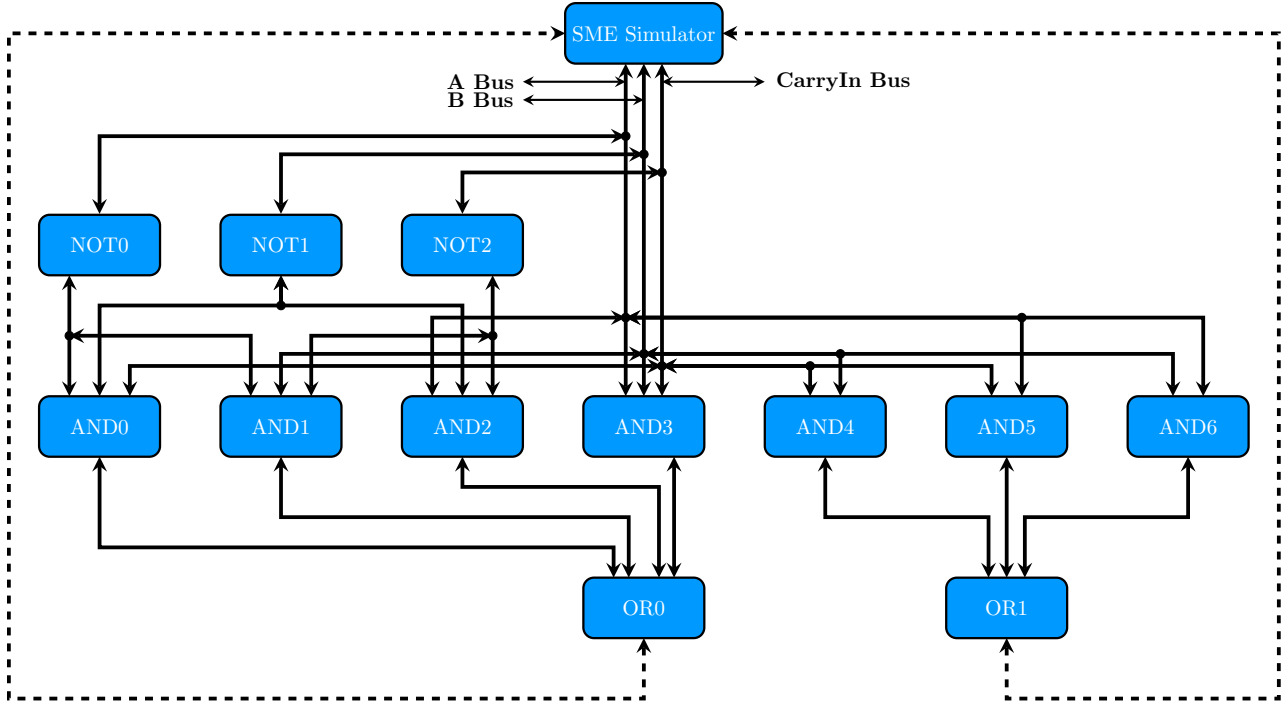 SME Simulator
A Bus
CarryIn Bus
B Bus
NOT0 NOT1 NOT2
AND0 AND1 AND2 AND3 AND4 AND5 AND6
OR0 OR1